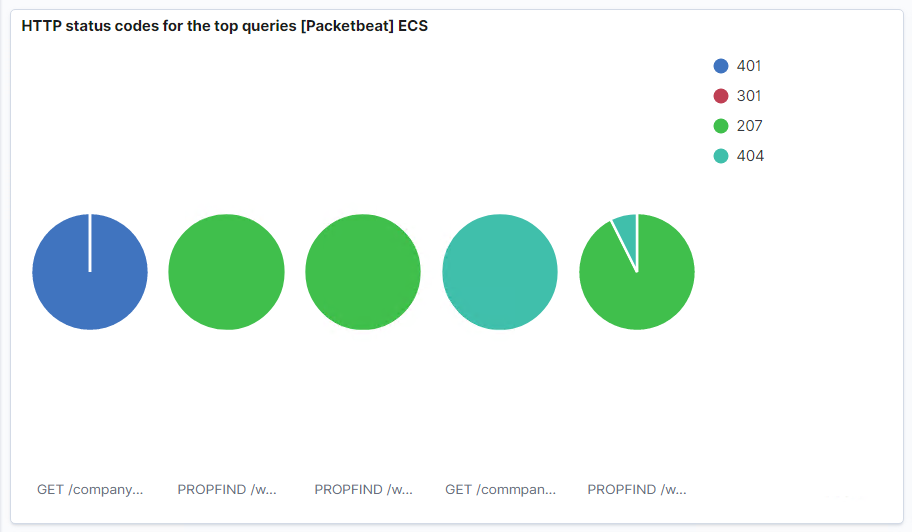 HTTP status codes for the top queries [Packetbeat] ECS
401
301
207
404
GET /company...
PROPFIND /w...
PROPFIND /w...
GET /commpan...
PROPFIND /w...